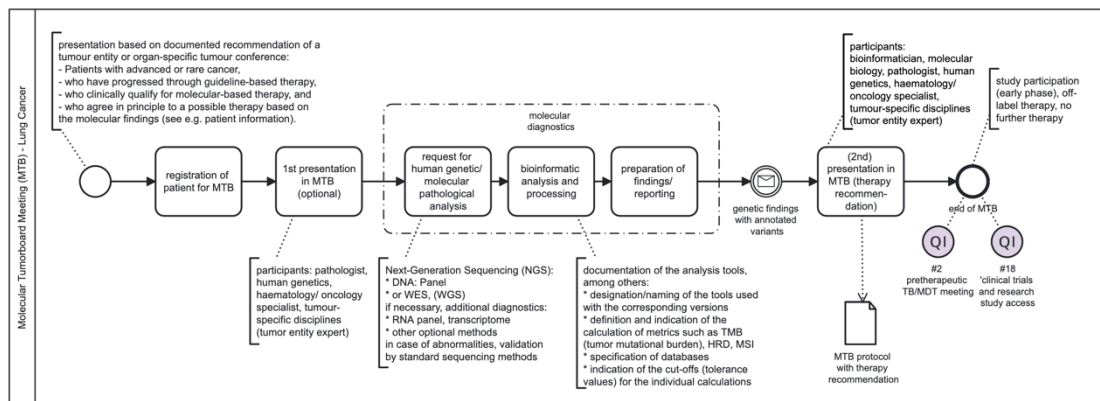 Molecular Tumorboard Meeting (MTB) - Lung Cancer
presentation based on documented recommendation of a
tumour entity or organ-specific tumour conference:
- Patients with advanced or rare cancer,
- who have progressed through guideline-based therapy,
- who clinically qualify for molecular-based therapy, and
- who agree in principle to a possible therapy based on
the molecular findings (see e.g. patient information).
registration of
patient for MTB
1st presentation
in MTB
(optional)
participants: pathologist,
human genetics,
haematology/ oncology
specialist, tumour-
specific disciplines
(tumor entity expert)
molecular
diagnostics
request for
human genetic/
molecular
pathological
analysis
Next-Generation Sequencing (NGS):
* DNA: Panel
* or WES, (WGS)
if necessary, additional diagnostics:
* RNA panel, transcriptome
* other optional methods
in case of abnormalities, validation
by standard sequencing methods
bioinformatic
analysis and
processing
documentation of the analysis tools,
among others:
* designation/naming of the tools used
with the corresponding versions
* definition and indication of the
calculation of metrics such as TMB
(tumor mutational burden), HRD, MSI
* specification of databases
* indication of the cut-offs (tolerance
values) for the individual calculations
preparation of
findings/
reporting
genetic findings
with annotated
variants
participants:
bioinformatician, molecular
biology, pathologist, human
genetics, haematology/
oncology specialist,
tumour-specific disciplines
(tumor entity expert)
(2nd)
presentation in
MTB (therapy
recommen-
dation)
MTB protocol
with therapy
recommendation
study participation
(early phase), off-
label therapy, no
further therapy
end of MTB
QI
#2
pretherapeutic
TB/MDT meeting
QI
#18
'clinical trials
and research
study access